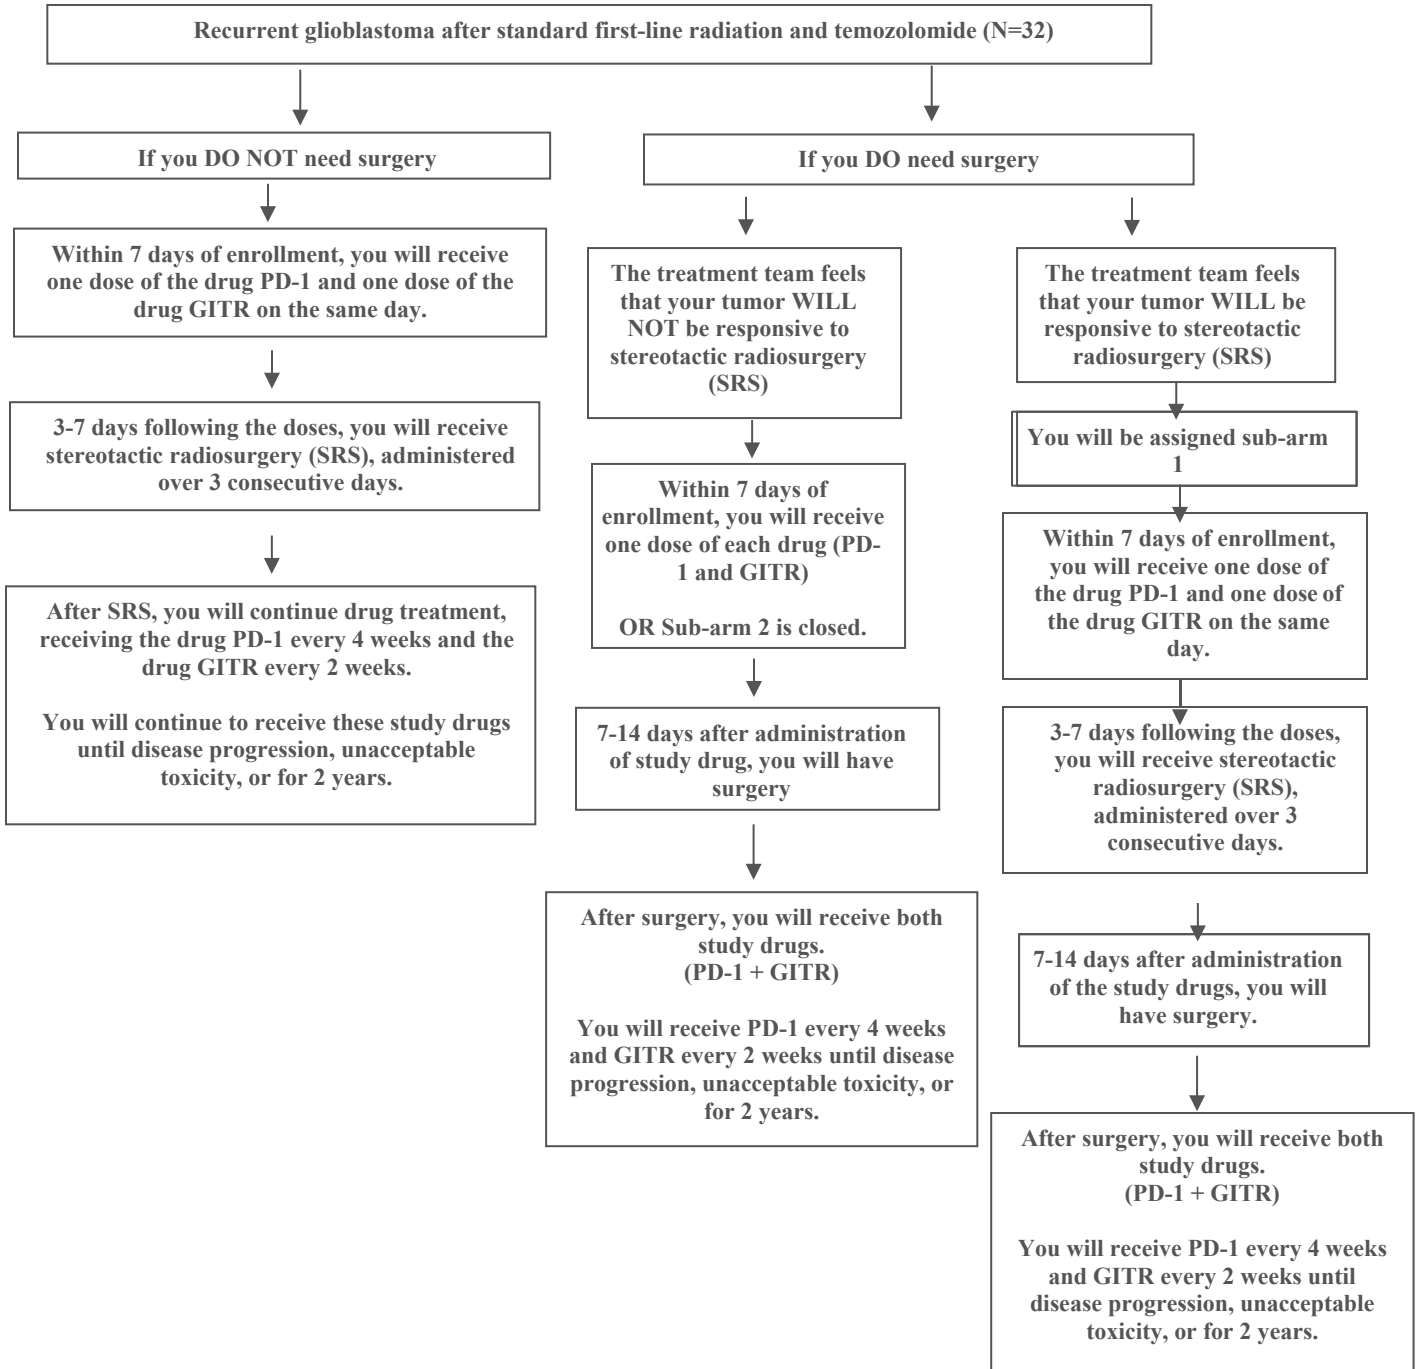 Recurrent glioblastoma after standard first-line radiation and temozolomide (N=32)
If you DO NOT need surgery
Within 7 days of enrollment, you will receive
one dose of the drug PD-1 and one dose of the
drug GITR on the same day.
3-7 days following the doses, you will receive
stereotactic radiosurgery (SRS), administered
over 3 consecutive days.
After SRS, you will continue drug treatment,
receiving the drug PD-1 every 4 weeks and the
drug GITR every 2 weeks.
You will continue to receive these study drugs
until disease progression, unacceptable
toxicity, or for 2 years.
If you DO need surgery
The treatment team feels
that your tumor WILL
NOT be responsive to
stereotactic radiosurgery
(SRS)
Within 7 days of
enrollment, you will receive
one dose of each drug (PD-
1 and GITR)
OR Sub-arm 2 is closed.
7-14 days after administration
of study drug, you will have
surgery
After surgery, you will receive both
study drugs.
(PD-1 + GITR)
You will receive PD-1 every 4 weeks
and GITR every 2 weeks until disease
progression, unacceptable toxicity, or
for 2 years.
The treatment team feels
that your tumor WILL be
responsive to stereotactic
radiosurgery (SRS)
You will be assigned sub-arm
1
Within 7 days of enrollment,
you will receive one dose of
the drug PD-1 and one dose of
the drug GITR on the same
day.
3-7 days following the doses,
you will receive stereotactic
radiosurgery (SRS),
administered over 3
consecutive days.
7-14 days after administration
of the study drugs, you will
have surgery.
After surgery, you will receive both
study drugs.
(PD-1 + GITR)
You will receive PD-1 every 4 weeks
and GITR every 2 weeks until
disease progression, unacceptable
toxicity, or for 2 years.